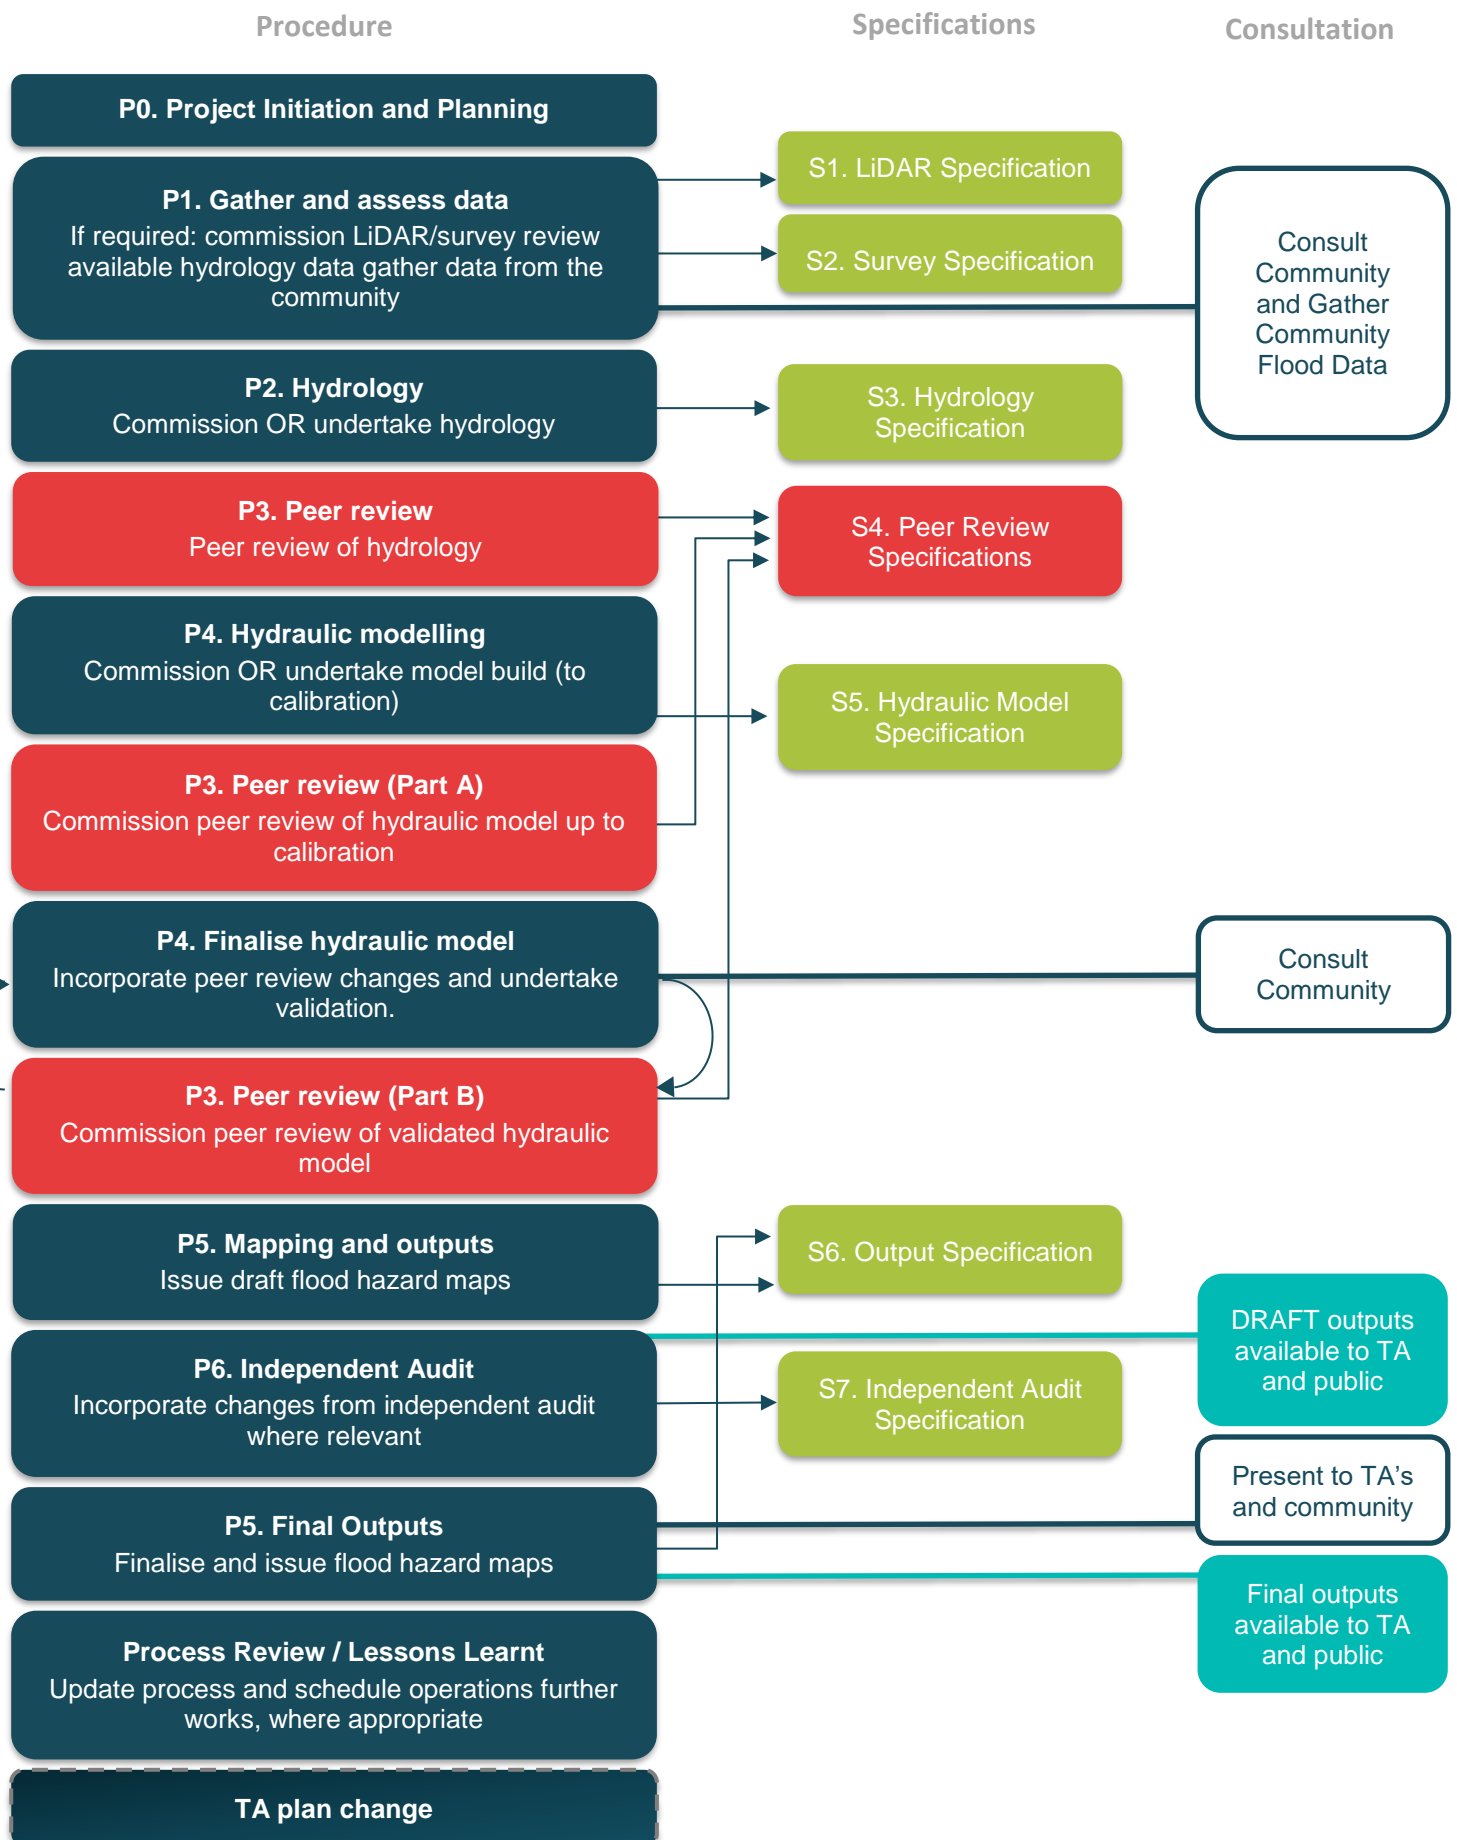 Procedure
Specifications
Consultation
P0. Project Initiation and Planning
P1. Gather and assess data
If required: commission LiDAR/survey review
available hydrology data gather data from the
community
S1. LiDAR Specification
S2. Survey Specification
Consult
Community
and Gather
Community
Flood Data
P2. Hydrology
Commission OR undertake hydrology
S3. Hydrology
Specification
P3. Peer review
Peer review of hydrology
S4. Peer Review
Specifications
P4. Hydraulic modelling
Commission OR undertake model build (to
calibration)
S5. Hydraulic Model
Specification
P3. Peer review (Part A)
Commission peer review of hydraulic model up to
calibration
P4. Finalise hydraulic model
Incorporate peer review changes and undertake
validation.
Consult
Community
P3. Peer review (Part B)
Commission peer review of validated hydraulic
model
P5. Mapping and outputs
Issue draft flood hazard maps
S6. Output Specification
DRAFT outputs
available to TA
and public
P6. Independent Audit
Incorporate changes from independent audit
where relevant
S7. Independent Audit
Specification
Present to TA's
and community
P5. Final Outputs
Finalise and issue flood hazard maps
Final outputs
available to TA
and public
Process Review / Lessons Learnt
Update process and schedule operations further
works, where appropriate
TA plan change